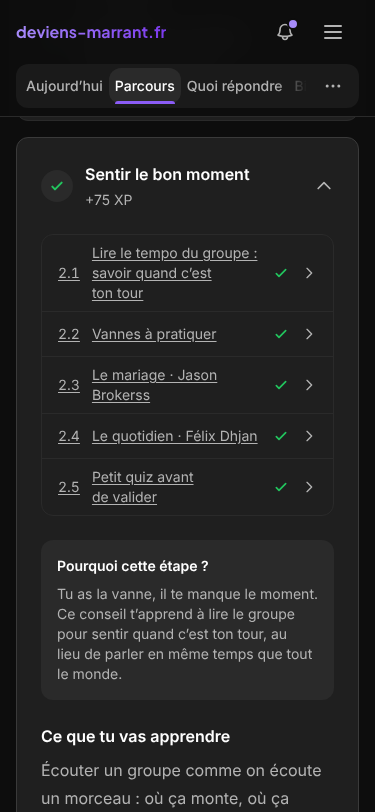 deviens-marrant.fr
Aujourd'hui Parcours Quoi répondre
Sentir le bon moment
+75 XP
2.1 Lire le tempo du groupe :
savoir quand c'est
ton tour
2.2 Vannes à pratiquer
2.3 Le mariage · Jason
Brokerss
2.4 Le quotidien · Félix Dhjan
2.5 Petit quiz avant
de valider
Pourquoi cette étape ?
Tu as la vanne, il te manque le moment.
Ce conseil t'apprend à lire le groupe
pour sentir quand c'est ton tour, au
lieu de parler en même temps que tout
le monde.
Ce que tu vas apprendre
Écouter un groupe comme on écoute
un morceau : où ça monte, où ça